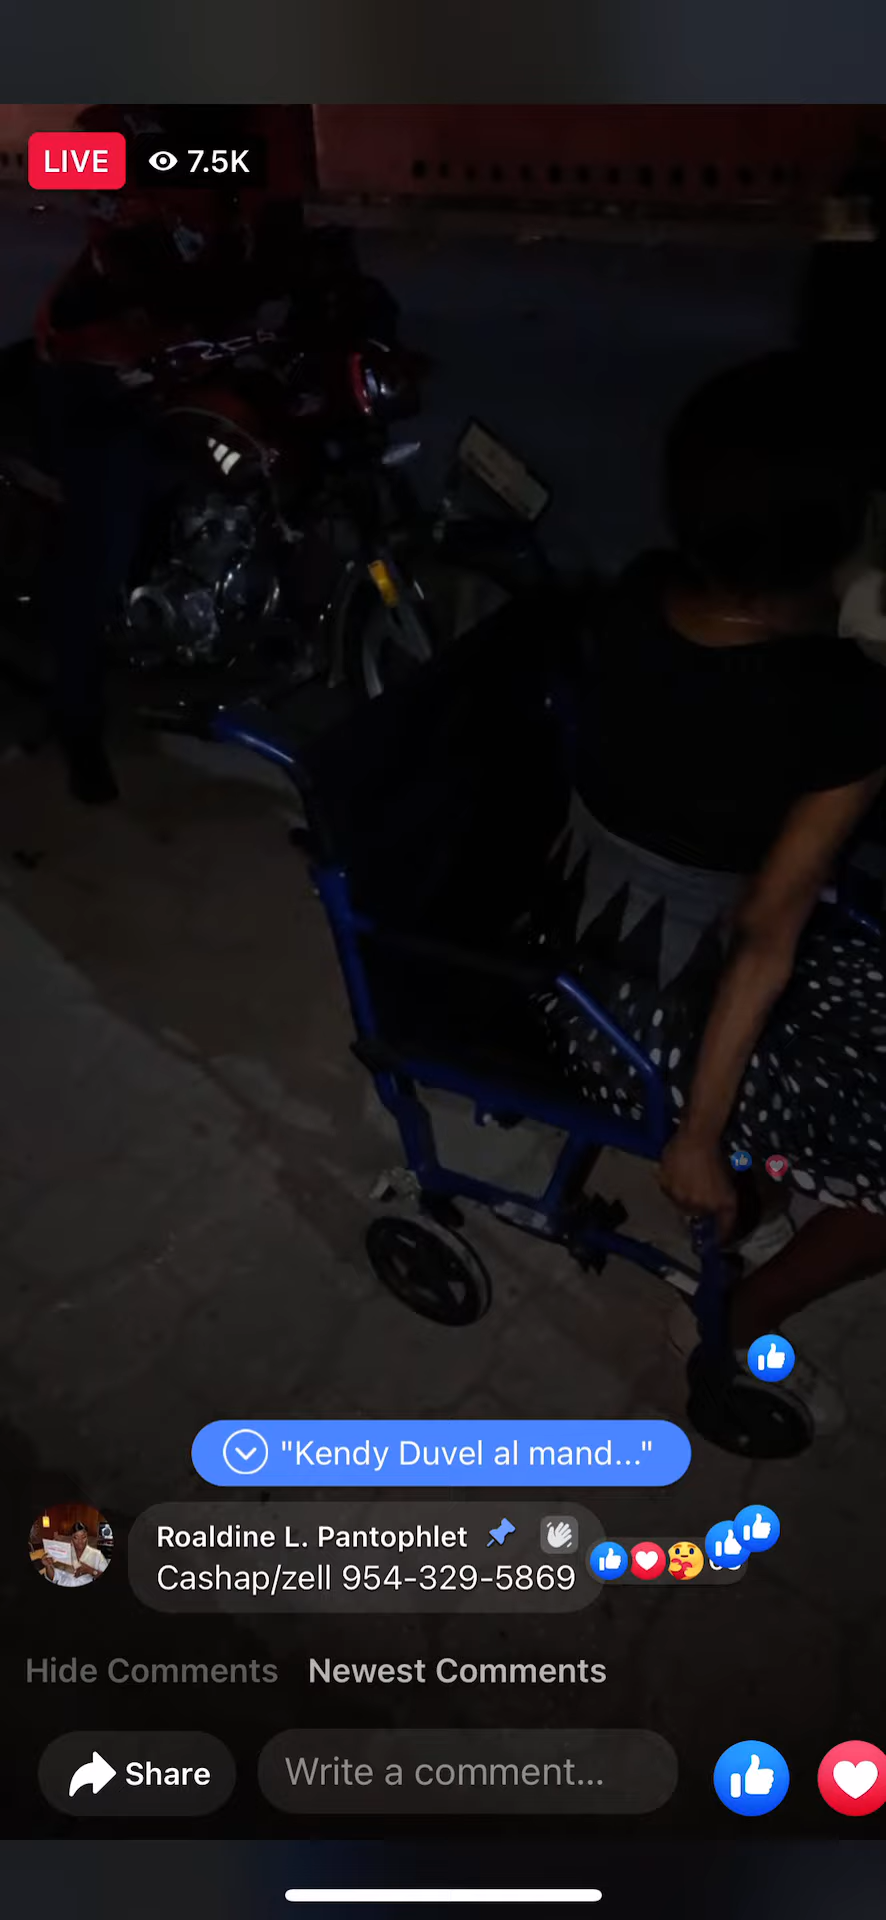 LIVE 7.5K
"Kendy Duvel al mand..."
Roaldine L. Pantophlet
Cashap/zell 954-329-5869
Hide Comments Newest Comments
Share Write a comment...